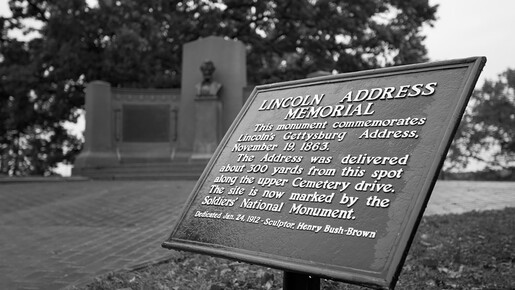 LINCOLN ADDRESS
MEMORIAL
This monument commemorates
Lincoln's Gettysburg Address,
November 19, 1863.
The Address was delivered
about 300 yards from this spot
along the upper Cemetery drive.
The site is now marked by the
Soldiers' National Monument.
Dedicated Jan. 24, 1912 - Sculptor, Henry Bush-Brown